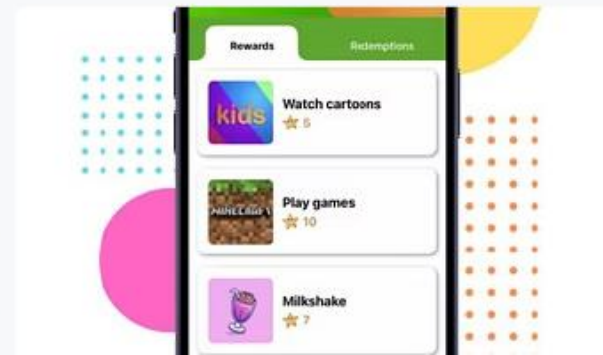 Rewards
Redemptions
kids
Watch cartoons
5
MINECRAFT
Play games
10
Milkshake
7